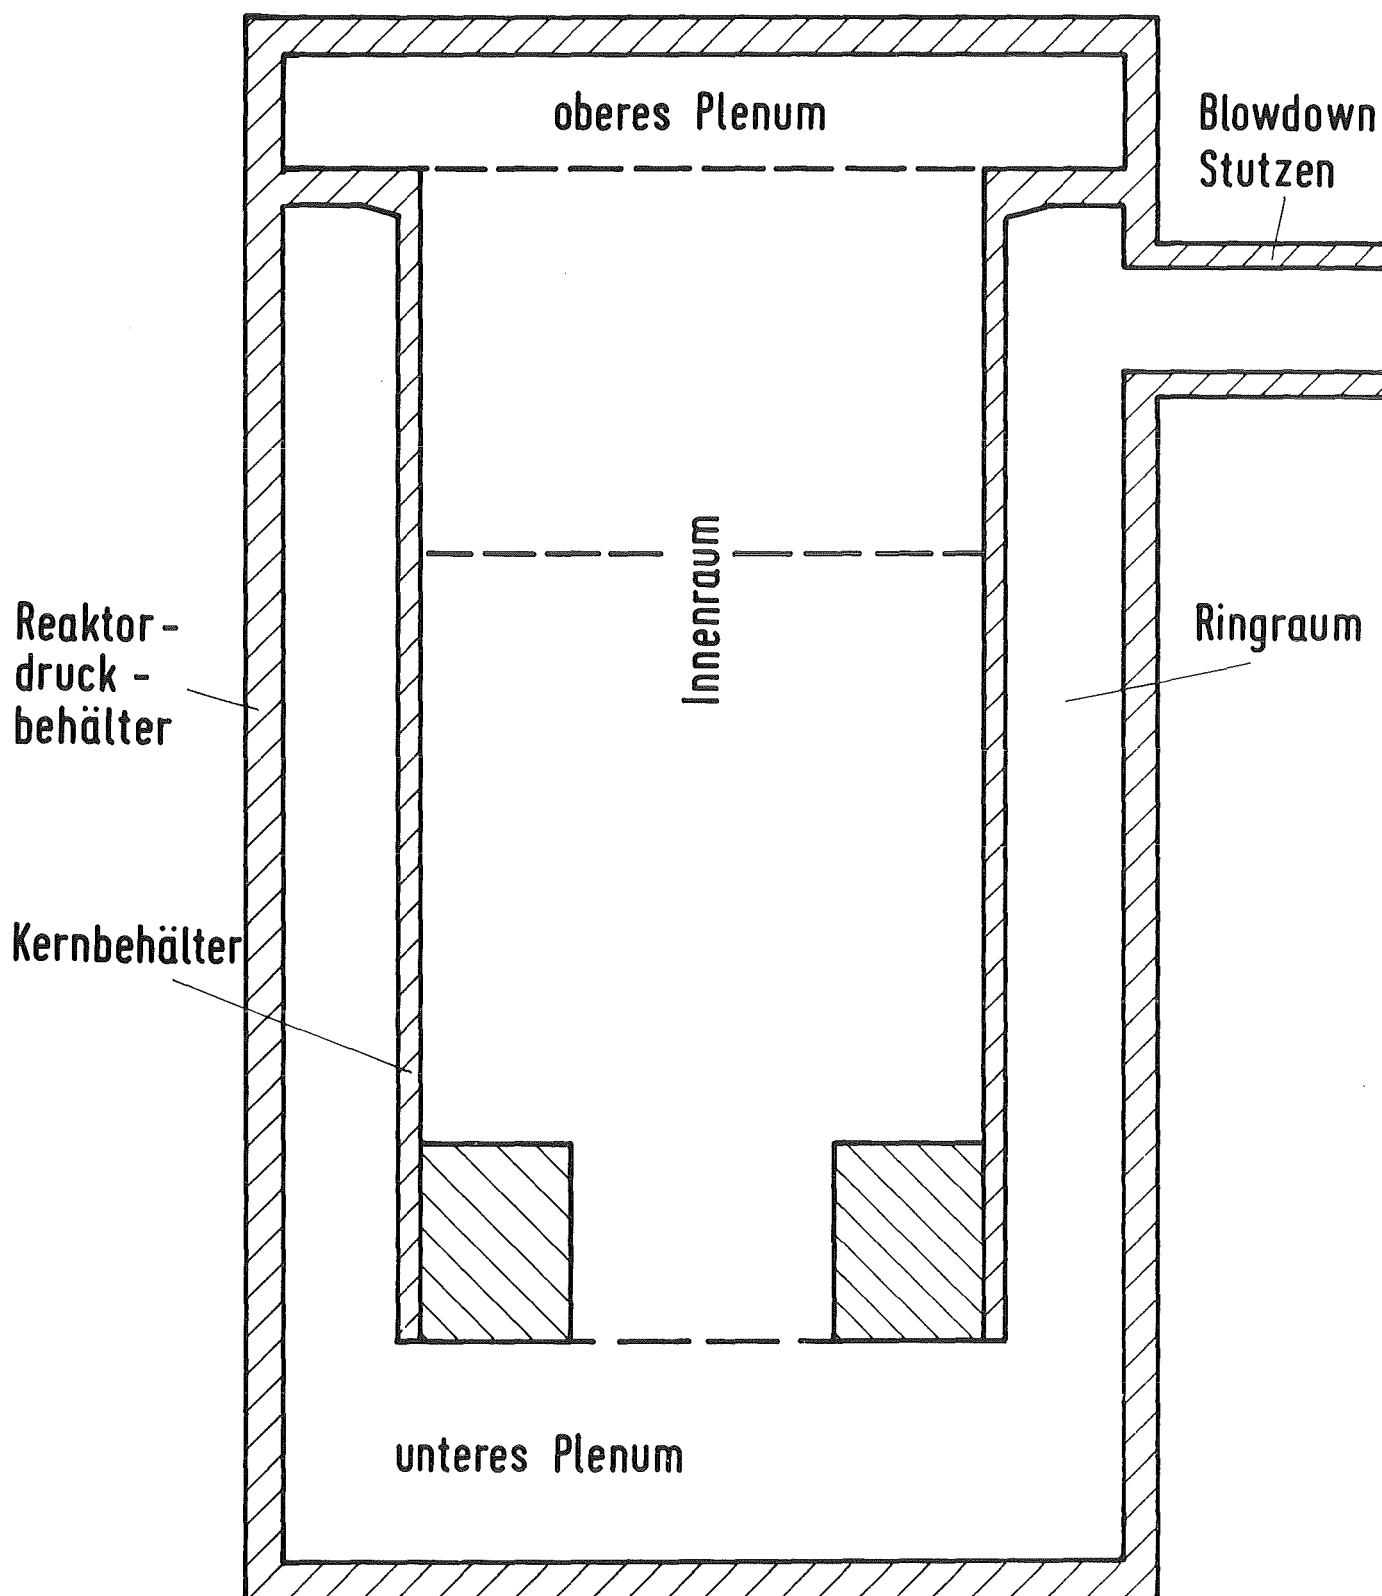 oberes Plenum
Blowdown
Stutzen
Innenraum
Reaktor-
druck-
behälter
Ringraum
Kernbehälter
unteres Plenum